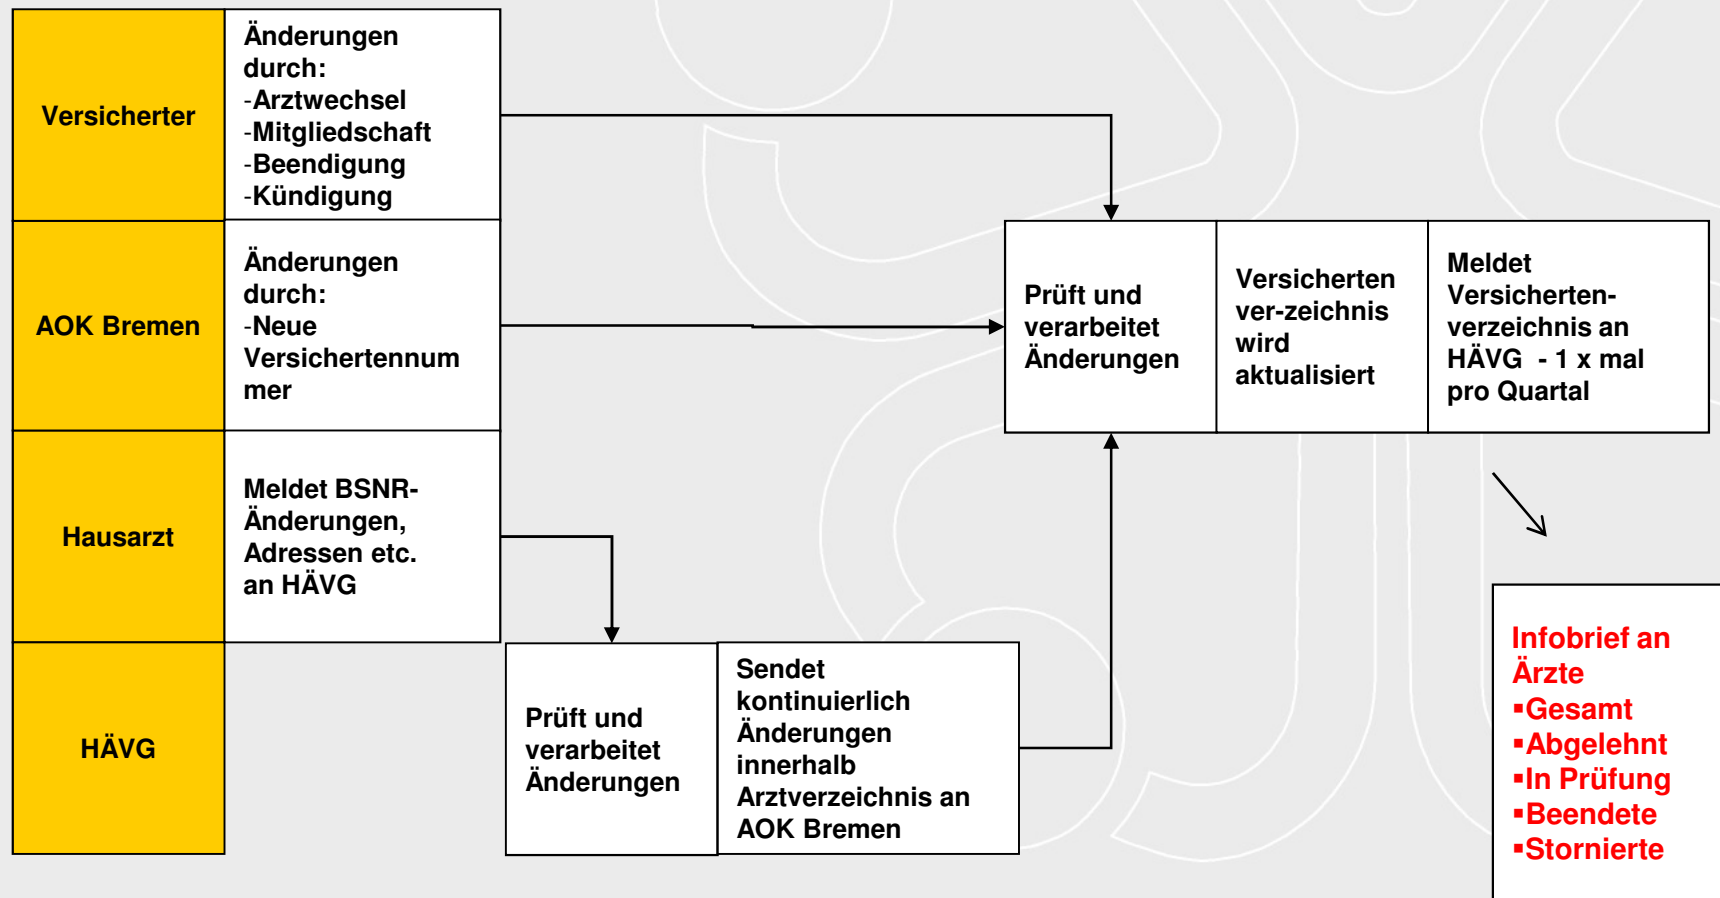 Versicherter
Änderungen
durch:
-Arztwechsel
-Mitgliedschaft
-Beendigung
-Kündigung
AOK Bremen
Änderungen
durch:
-Neue
Versichertennum
mer
Prüft und
verarbeitet
Änderungen
Versicherten
ver-zeichnis
wird
aktualisiert
Meldet
Versicherten-
verzeichnis an
HÄVG - 1 x mal
pro Quartal
Hausarzt
Meldet BSNR-
Änderungen,
Adressen etc.
an HÄVG
HÄVG
Prüft und
verarbeitet
Änderungen
Sendet
kontinuierlich
Änderungen
innerhalb
Arztverzeichnis an
AOK Bremen
Infobrief an
Ärzte
▪Gesamt
▪Abgelehnt
▪In Prüfung
▪Beendete
▪Stornierte